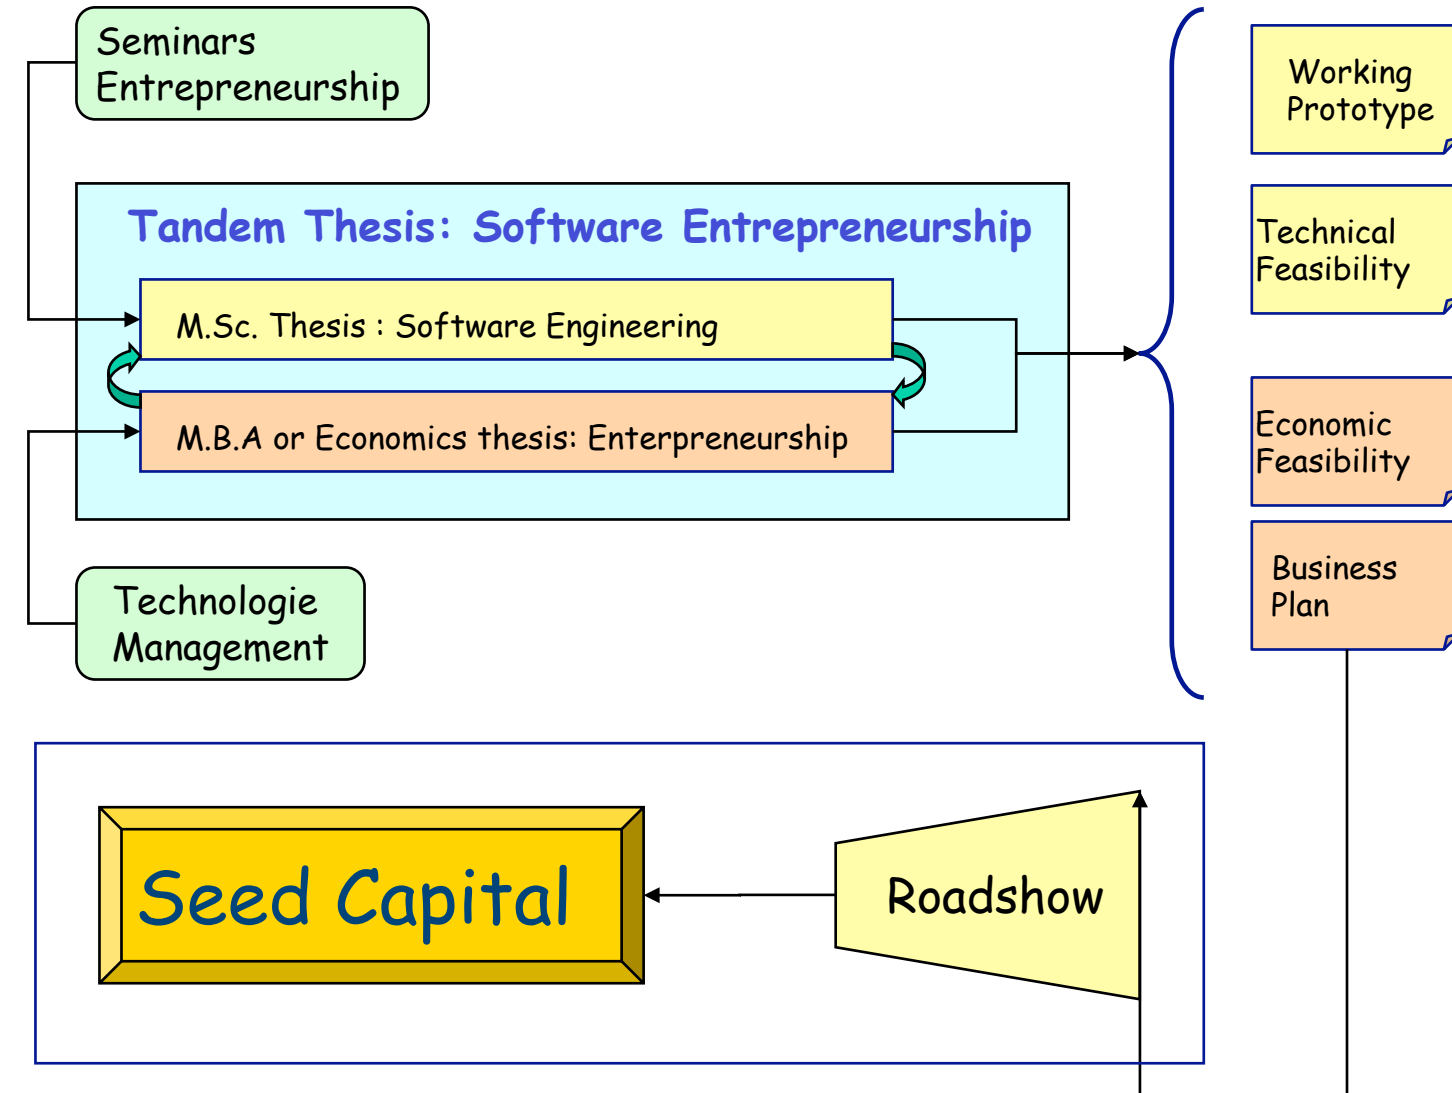 Seminars
Entrepreneurship
Tandem Thesis: Software Entrepreneurship
M.Sc. Thesis : Software Engineering
M.B.A or Economics thesis: Enterpreneurship
Technologie
Management
Working
Prototype
Technical
Feasibility
Economic
Feasibility
Business
Plan
Seed Capital
Roadshow